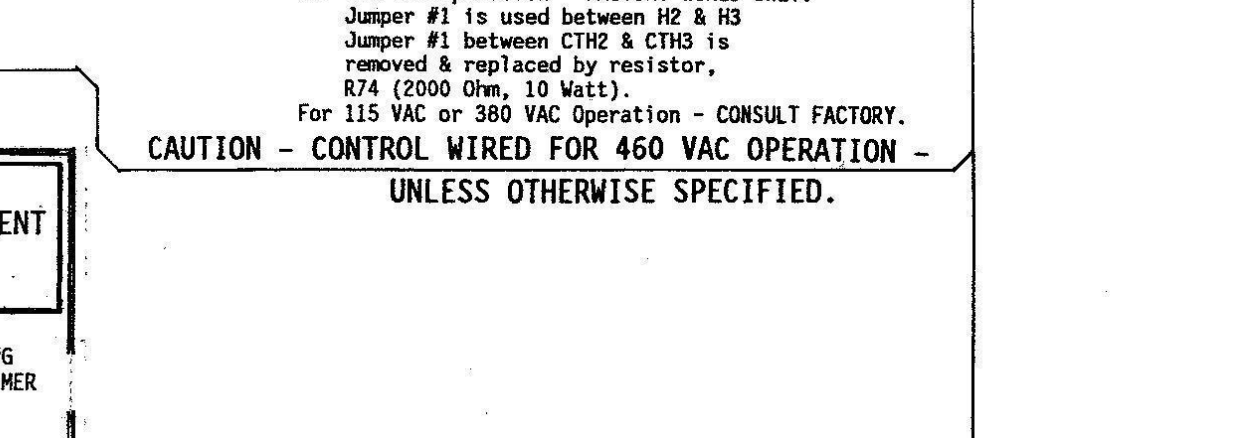 Jumper #1 is used between H2 & H3
Jumper #1 between CTH2 & CTH3 is
removed & replaced by resistor,
R74 (2000 Ohm, 10 Watt).
For 115 VAC or 380 VAC Operation - CONSULT FACTORY.
CAUTION - CONTROL WIRED FOR 460 VAC OPERATION -
UNLESS OTHERWISE SPECIFIED.
ENT
G
MER